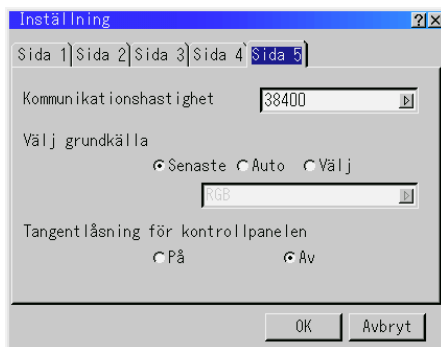 Inställning
Sida 1 Sida 2 Sida 3 Sida 4 Sida 5
Kommunikationshastighet 38400
Välj grundkälla
Senaste Auto Välj
RGB
Tangentlåsning för kontrollpanelen
På Av
OK Avbryt